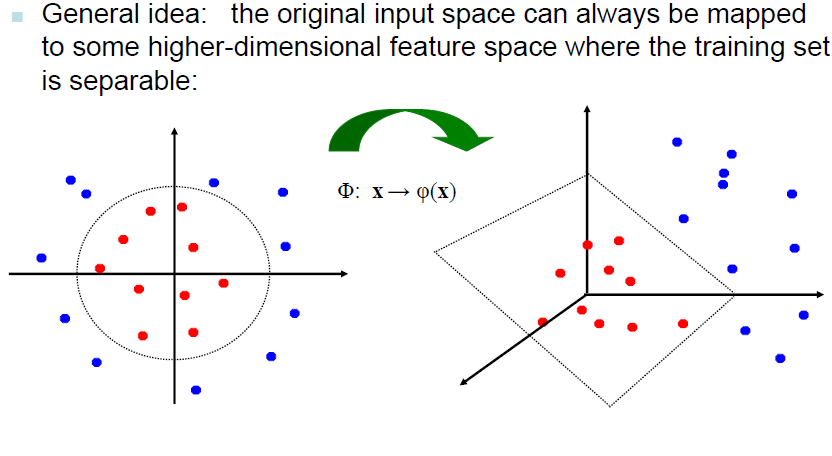 General idea: the original input space can always be mapped
to some higher-dimensional feature space where the training set
is separable:
Φ: x → φ(x)